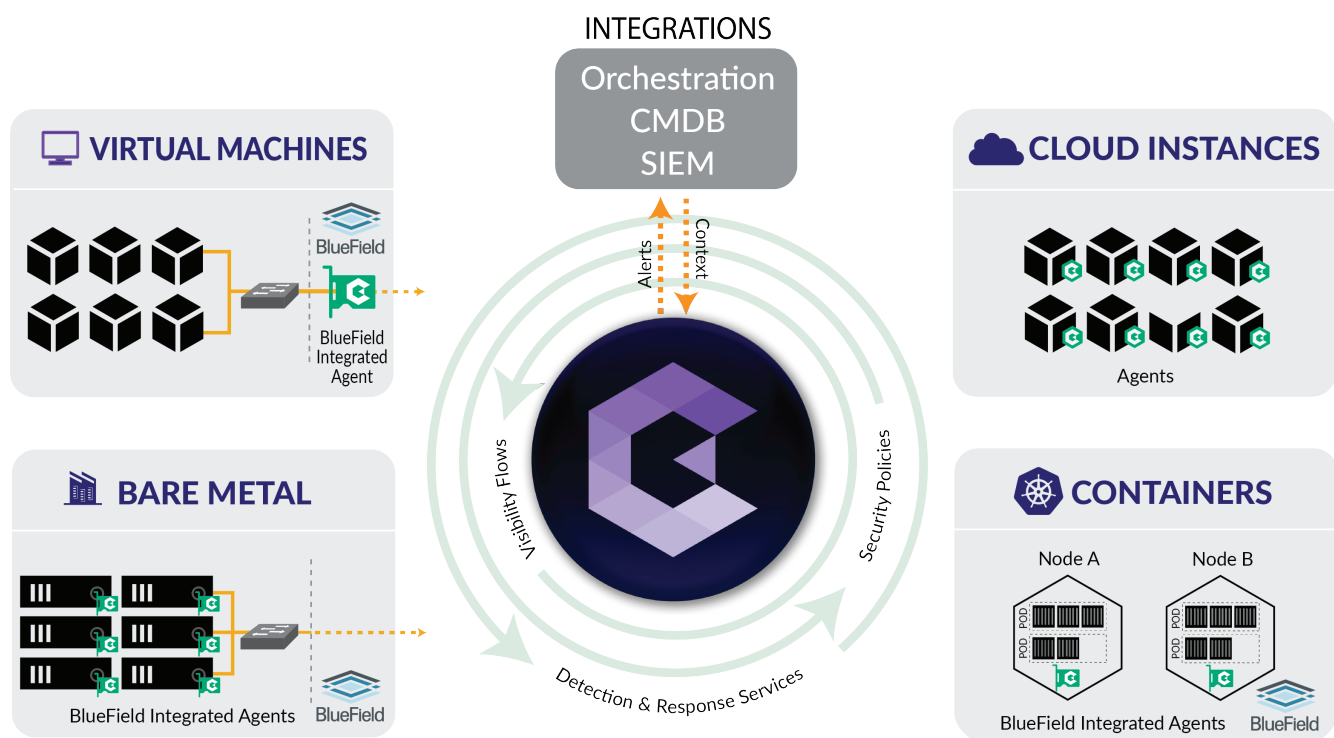 INTEGRATIONS
Orchestration
CMDB
SIEM
VIRTUAL MACHINES
BlueField
BlueField
Integrated
Agent
Alerts
Context
CLOUD INSTANCES
Agents
BARE METAL
BlueField Integrated Agents
BlueField
Visibility Flows
Security Policies
Detection & Response Services
CONTAINERS
Node A
Node B
POD
POD
POD
POD
BlueField Integrated Agents
BlueField